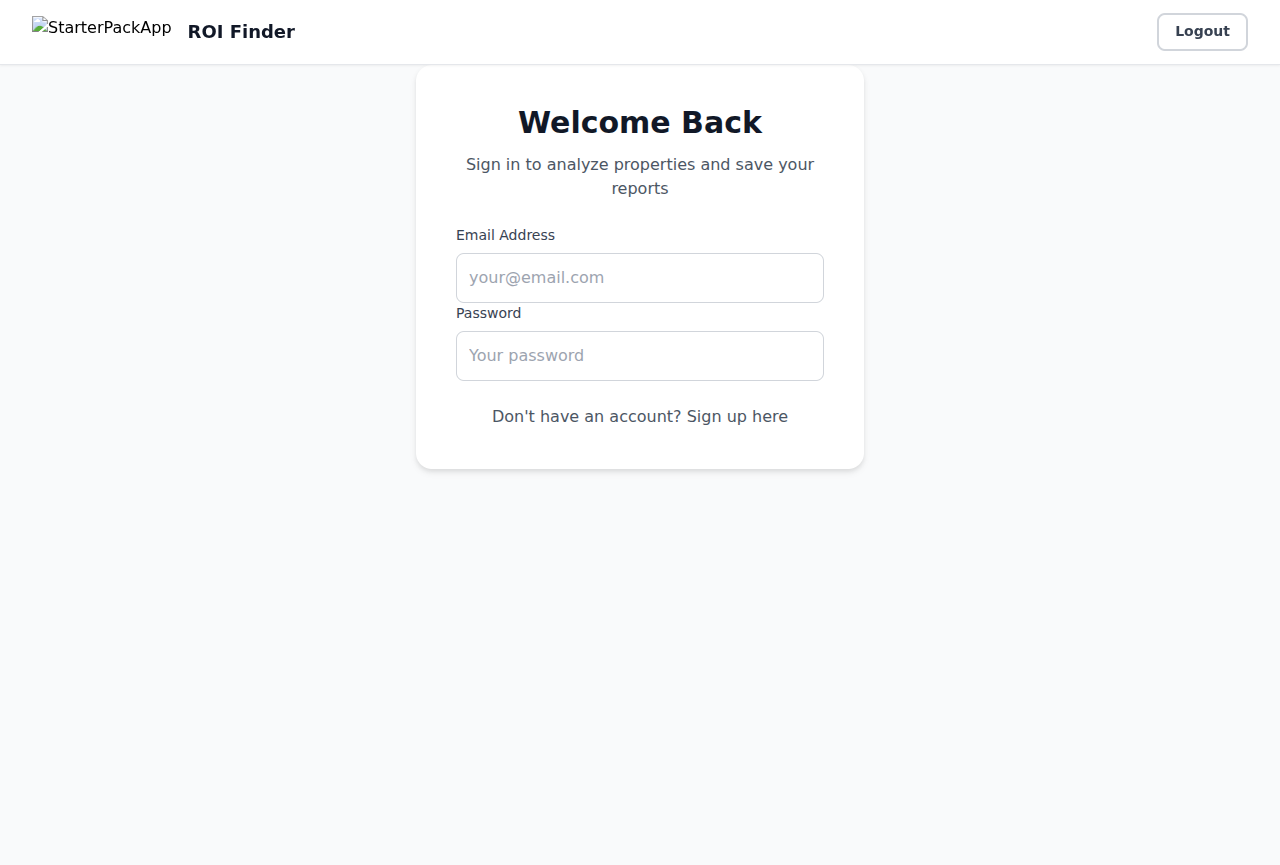 StarterPackApp ROI Finder Logout
Welcome Back
Sign in to analyze properties and save your
reports
Email Address
your@email.com
Password
Your password
Don't have an account? Sign up here